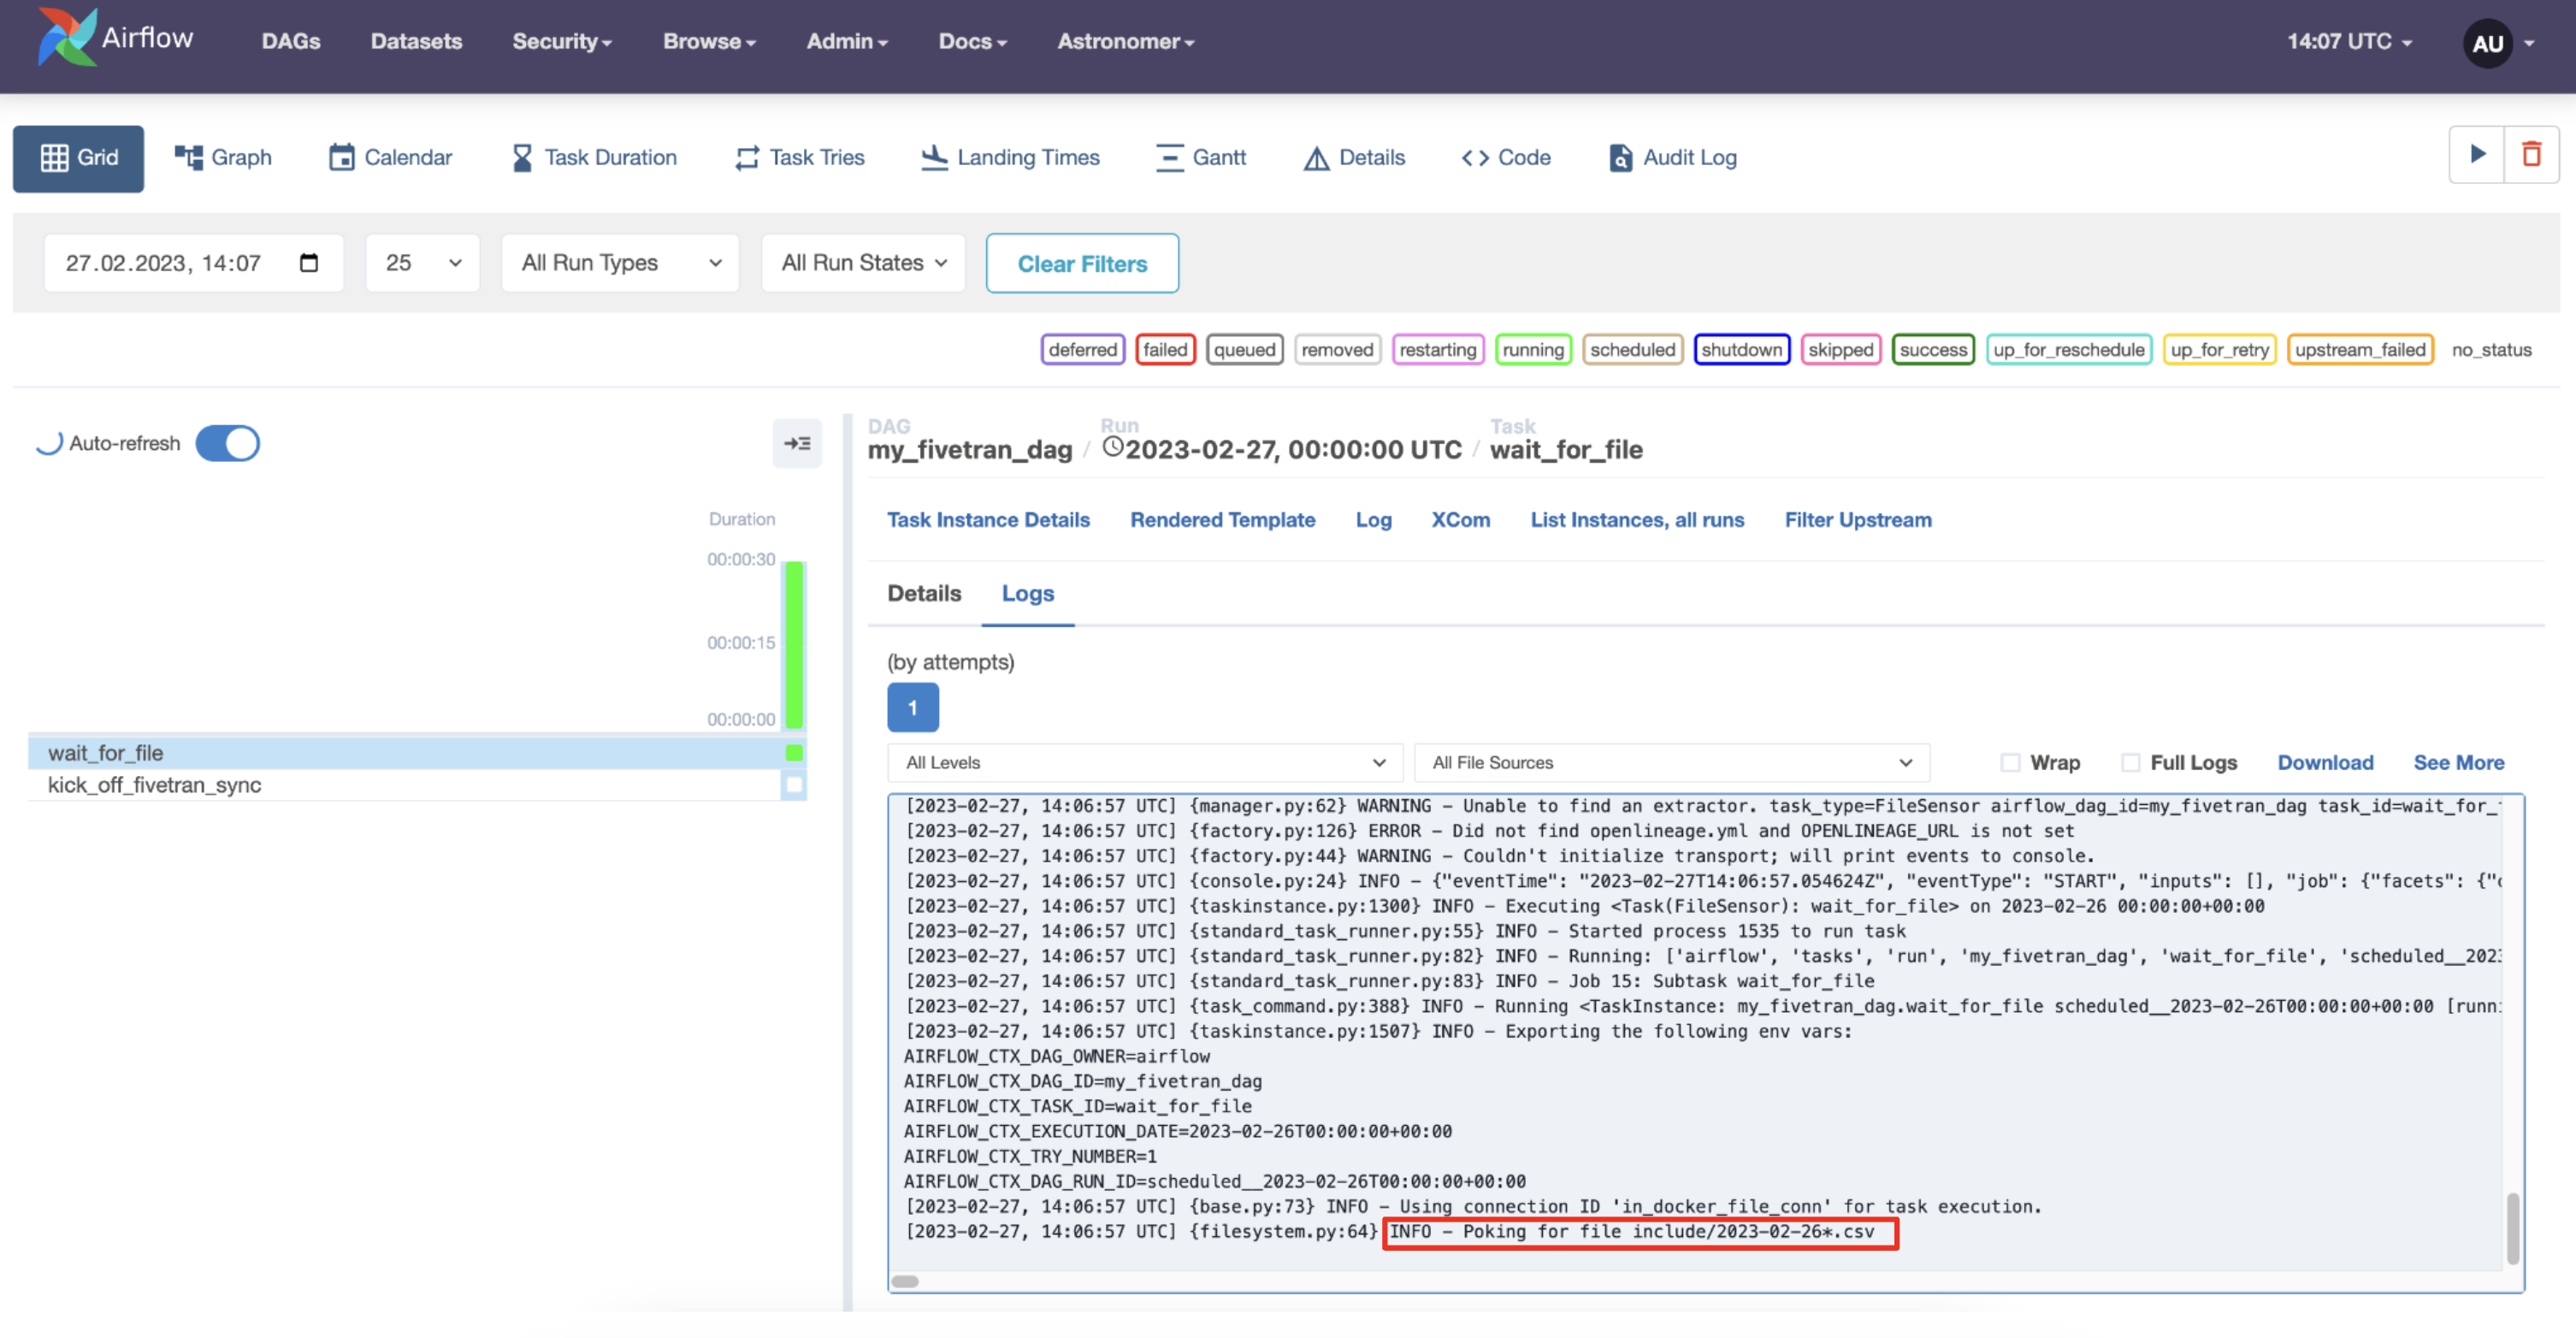 Airflow DAGs Datasets Security Browse Admin Docs Astronomer 14:07 UTC AU
Grid Graph Calendar Task Duration Task Tries Landing Times Gantt Details Code Audit Log
27.02.2023, 14:07 25 All Run Types All Run States Clear Filters
deferred failed queued removed restarting running scheduled shutdown skipped success up_for_reschedule up_for_retry upstream_failed no_status
Auto-refresh
Duration
00:00:30
00:00:15
00:00:00
wait_for_file
kick_off_fivetran_sync
DAG Run Task
my_fivetran_dag / 2023-02-27, 00:00:00 UTC / wait_for_file
Task Instance Details Rendered Template Log XCom List Instances, all runs Filter Upstream
Details Logs
(by attempts)
1
All Levels All File Sources Wrap Full Logs Download See More
[2023-02-27, 14:06:57 UTC] {manager.py:62} WARNING - Unable to find an extractor. task_type=FileSensor airflow_dag_id=my_fivetran_dag task_id=wait_for_
[2023-02-27, 14:06:57 UTC] {factory.py:126} ERROR - Did not find openlineage.yml and OPENLINEAGE_URL is not set
[2023-02-27, 14:06:57 UTC] {factory.py:44} WARNING - Couldn't initialize transport; will print events to console.
[2023-02-27, 14:06:57 UTC] {console.py:24} INFO - {"eventTime": "2023-02-27T14:06:57.054624Z", "eventType": "START", "inputs": [], "job": {"facets": {"
[2023-02-27, 14:06:57 UTC] {taskinstance.py:1300} INFO - Executing <Task(FileSensor): wait_for_file> on 2023-02-26 00:00:00+00:00
[2023-02-27, 14:06:57 UTC] {standard_task_runner.py:55} INFO - Started process 1535 to run task
[2023-02-27, 14:06:57 UTC] {standard_task_runner.py:82} INFO - Running: ['airflow', 'tasks', 'run', 'my_fivetran_dag', 'wait_for_file', 'scheduled__202
[2023-02-27, 14:06:57 UTC] {standard_task_runner.py:83} INFO - Job 15: Subtask wait_for_file
[2023-02-27, 14:06:57 UTC] {task_command.py:388} INFO - Running <TaskInstance: my_fivetran_dag.wait_for_file scheduled__2023-02-26T00:00:00+00:00 [runn
[2023-02-27, 14:06:57 UTC] {taskinstance.py:1507} INFO - Exporting the following env vars:
AIRFLOW_CTX_DAG_OWNER=airflow
AIRFLOW_CTX_DAG_ID=my_fivetran_dag
AIRFLOW_CTX_TASK_ID=wait_for_file
AIRFLOW_CTX_EXECUTION_DATE=2023-02-26T00:00:00+00:00
AIRFLOW_CTX_TRY_NUMBER=1
AIRFLOW_CTX_DAG_RUN_ID=scheduled__2023-02-26T00:00:00+00:00
[2023-02-27, 14:06:57 UTC] {base.py:73} INFO - Using connection ID 'in_docker_file_conn' for task execution.
[2023-02-27, 14:06:57 UTC] {filesystem.py:64} INFO - Poking for file include/2023-02-26*.csv